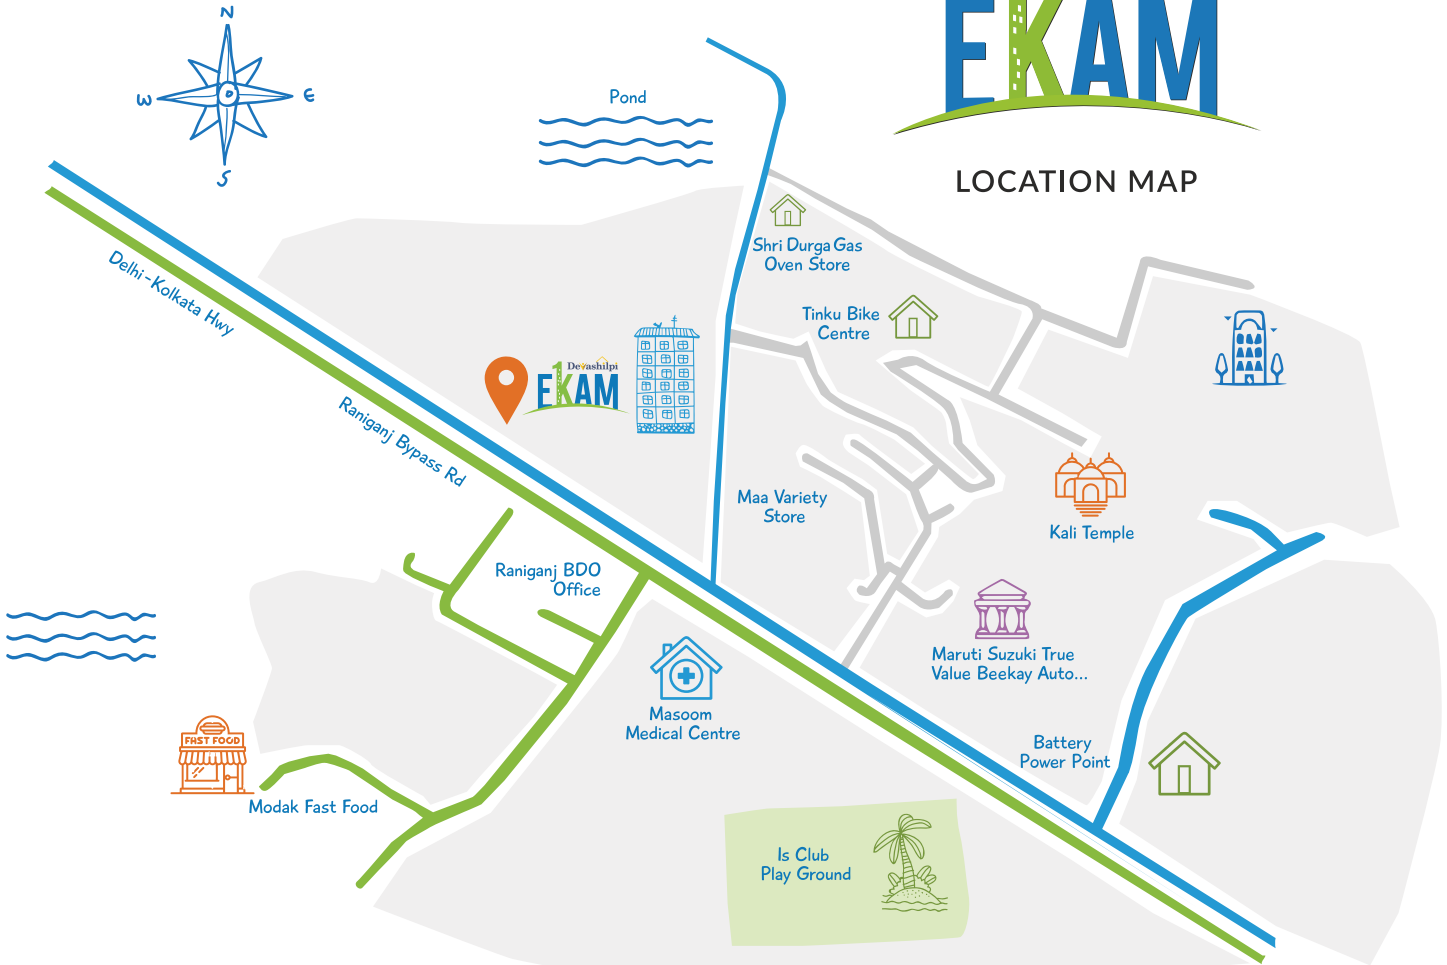 EKAM
LOCATION MAP
N
W
E
S
Pond
Delhi-Kolkata Hwy
Raniganj Bypass Rd
Shri Durga Gas
Oven Store
Tinku Bike
Centre
Devashilpi
EKAM
Maa Variety
Store
Kali Temple
Raniganj BDO
Office
Maruti Suzuki True
Value Beekay Auto...
Masoom
Medical Centre
Battery
Power Point
FAST FOOD
Modak Fast Food
Is Club
Play Ground